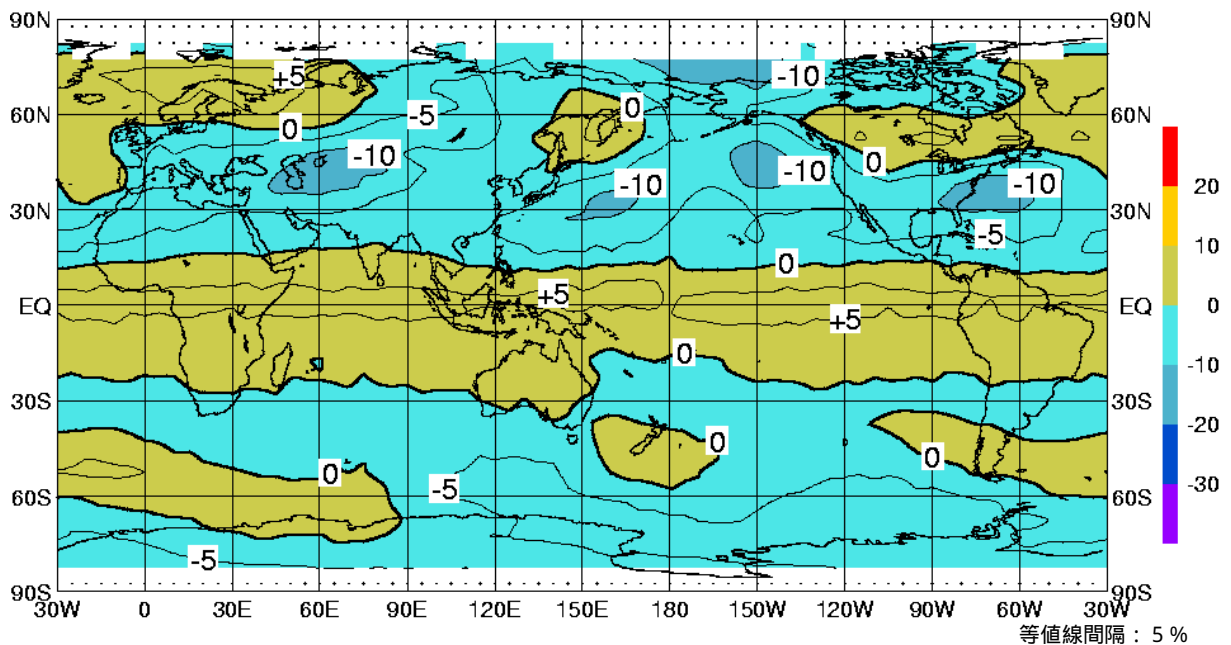 90N 90N
+5 -10
60N 0 -5 0 60N
0 -10 -10 0 -10
30N -10 -5 30N
0
EQ +5 +5 EQ
0
30S 30S
0 0 0
-5
60S 60S
-5
90S 90S
30W 0 30E 60E 90E 120E 150E 180 150W 120W 90W 60W 30W
20
10
0
-10
-20
-30
等値線間隔： 5 %